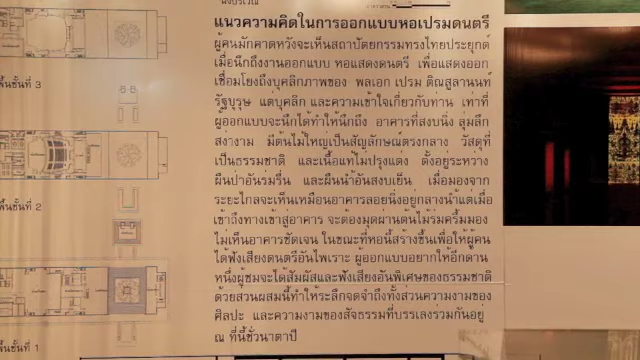 แนวความคิดในการออกแบบหอเปรมดนตรี
ผู้คนมักคาดหวังจะเห็นสถาปัตยกรรมทรงไทยประยุกต์
เมื่อนึกถึงงานออกแบบ หอแสดงดนตรี เพื่อแสดงออก
เชื่อมโยงถึงบุคลิกภาพของ พลเอก เปรม ติณสูลานนท์
รัฐบุรุษ แต่บุคลิก และความเข้าใจเกี่ยวกับท่าน เท่าที่
ผู้ออกแบบจะนึกได้ทำให้นึกถึง อาคารที่สงบนิ่ง ลุ่มลึก
สง่างาม มีต้นไม้ใหญ่เป็นสัญลักษณ์ตรงกลาง วัสดุที่
เป็นธรรมชาติ และเนื้อแท้ไม่ปรุงแต่ง ตั้งอยู่ระหว่าง
ผืนป่าอันร่มรื่น และผืนน้ำอันสงบเย็น เมื่อมองจาก
ระยะไกลจะเห็นเหมือนอาคารลอยนิ่งอยู่กลางน้ำแต่เมื่อ
เข้าถึงทางเข้าสู่อาคาร จะต้องมุดผ่านต้นไม้ร่มครึ้มมอง
ไม่เห็นอาคารชัดเจน ในขณะที่หอนี้สร้างขึ้นเพื่อให้ผู้คน
ได้ฟังเสียงดนตรีอันไพเราะ ผู้ออกแบบอยากให้อีกด้าน
หนึ่งผู้ชมจะได้สัมผัสและฟังเสียงอันพิเศษของธรรมชาติ
ด้วยส่วนผสมนี้ทำให้ระลึกจดจำถึงทั้งส่วนความงามของ
ศิลปะ และความงามของสัจธรรมที่บรรเลงร่วมกันอยู่
ณ ที่นี้ชั่วนาตาปี
พื้นชั้นที่ 3
พื้นชั้นที่ 2
พื้นชั้นที่ 1